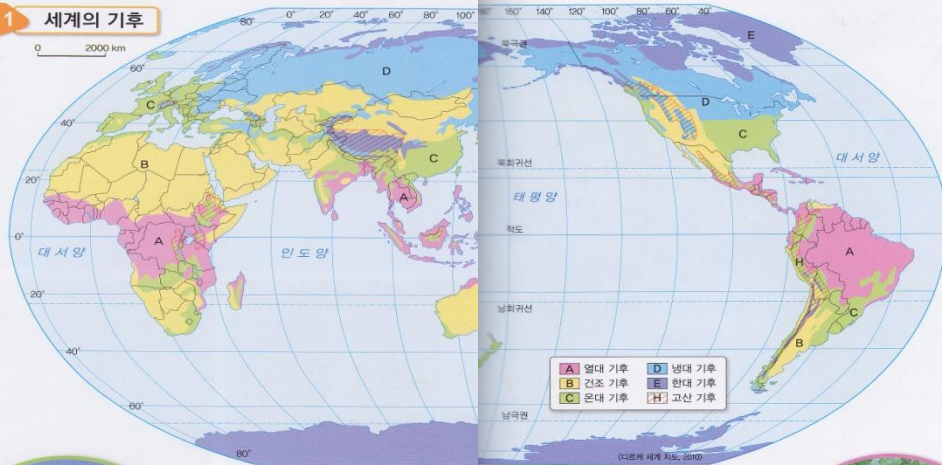 1 세계의 기후
0 2000 km
80° 0° 20° 40° 60° 80° 100°
160° 140° 120° 100° 80° 60° 40°
60°
40°
20°
0°
20°
40°
60°
80°
D
C
B
C
A
A
E
D
C
A
H
C
B
북극권
북회귀선
적도
남회귀선
남극권
대서양
인도양
태평양
대서양
A 열대 기후
B 건조 기후
C 온대 기후
D 냉대 기후
E 한대 기후
H 고산 기후
(디르케 세계 지도, 2010)